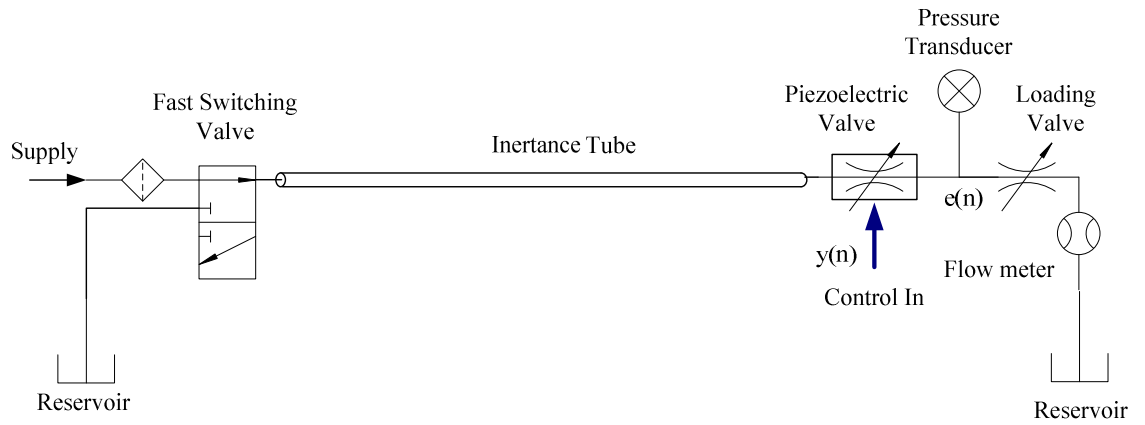 Pressure
Transducer
Fast Switching
Valve
Piezoelectric
Valve
Loading
Valve
Supply
Inertance Tube
e(n)
y(n)
Flow meter
Control In
Reservoir
Reservoir